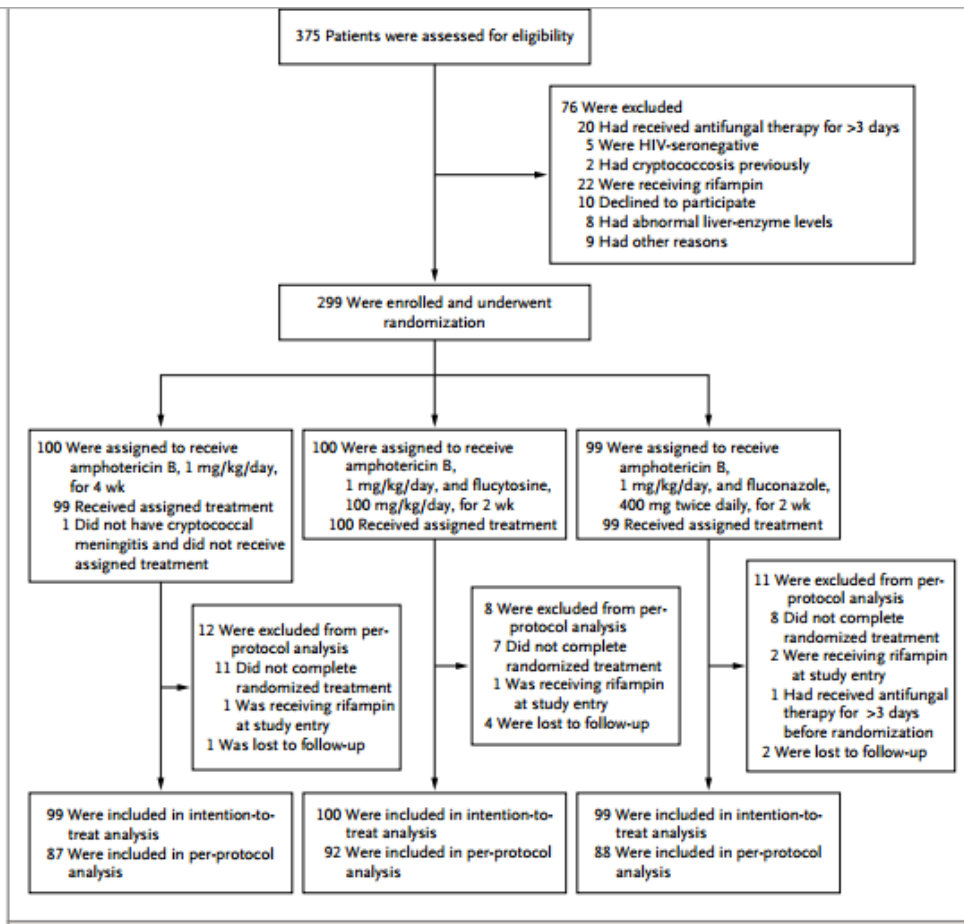 375 Patients were assessed for eligibility
76 Were excluded
20 Had received antifungal therapy for >3 days
5 Were HIV-seronegative
2 Had cryptococcosis previously
22 Were receiving rifampin
10 Declined to participate
8 Had abnormal liver-enzyme levels
9 Had other reasons
299 Were enrolled and underwent
randomization
100 Were assigned to receive
amphotericin B, 1 mg/kg/day,
for 4 wk
99 Received assigned treatment
1 Did not have cryptococcal
meningitis and did not receive
assigned treatment
100 Were assigned to receive
amphotericin B,
1 mg/kg/day, and flucytosine,
100 mg/kg/day, for 2 wk
100 Received assigned treatment
99 Were assigned to receive
amphotericin B,
1 mg/kg/day, and fluconazole,
400 mg twice daily, for 2 wk
99 Received assigned treatment
12 Were excluded from per-
protocol analysis
11 Did not complete
randomized treatment
1 Was receiving rifampin
at study entry
1 Was lost to follow-up
8 Were excluded from per-
protocol analysis
7 Did not complete
randomized treatment
1 Was receiving rifampin
at study entry
4 Were lost to follow-up
11 Were excluded from per-
protocol analysis
8 Did not complete
randomized treatment
2 Were receiving rifampin
at study entry
1 Had received antifungal
therapy for >3 days
before randomization
2 Were lost to follow-up
99 Were included in intention-to-
treat analysis
87 Were included in per-protocol
analysis
100 Were included in intention-to-
treat analysis
92 Were included in per-protocol
analysis
99 Were included in intention-to-
treat analysis
88 Were included in per-protocol
analysis